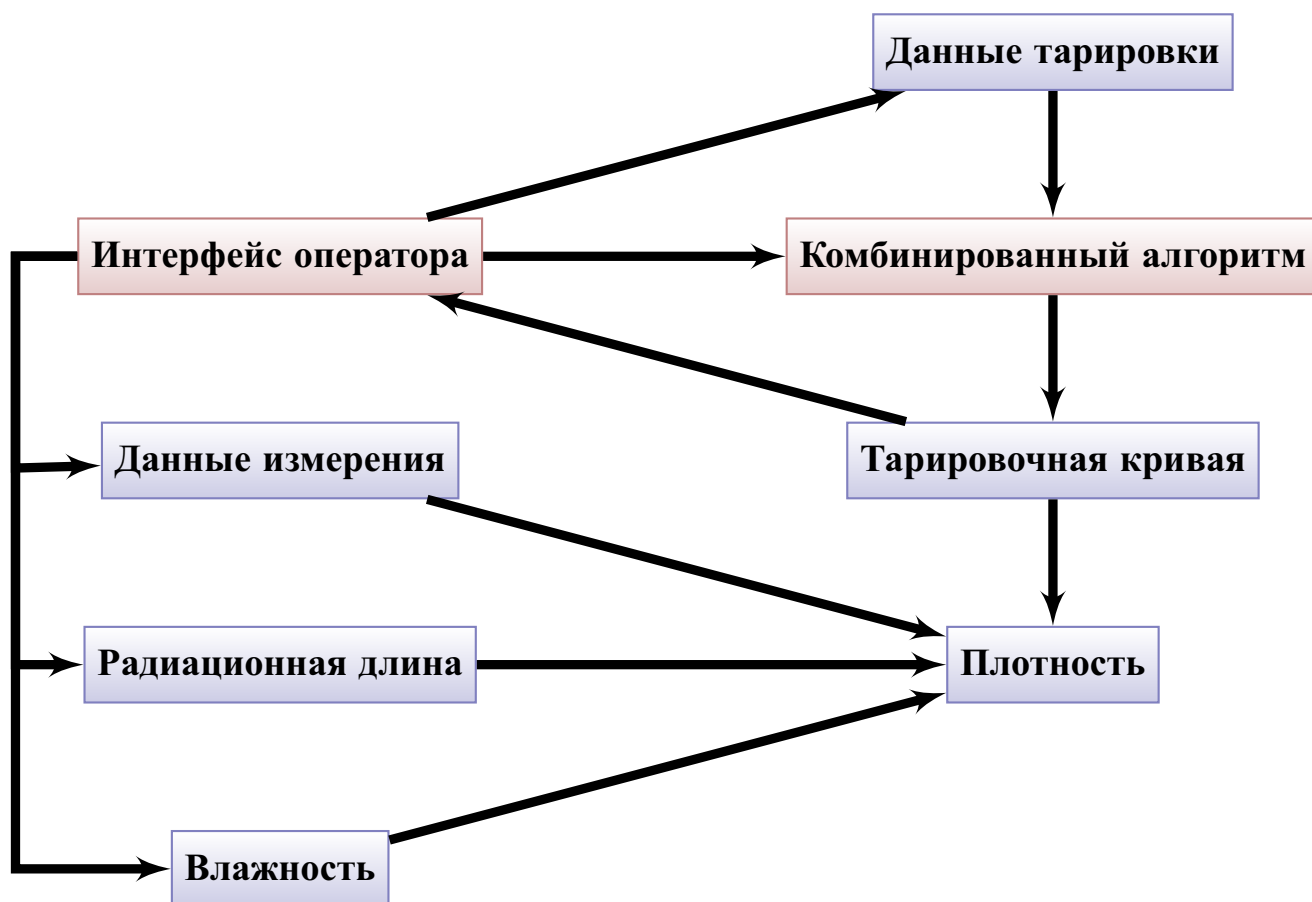 Данные тарировки
Интерфейс оператора
Комбинированный алгоритм
Данные измерения
Тарировочная кривая
Радиационная длина
Плотность
Влажность